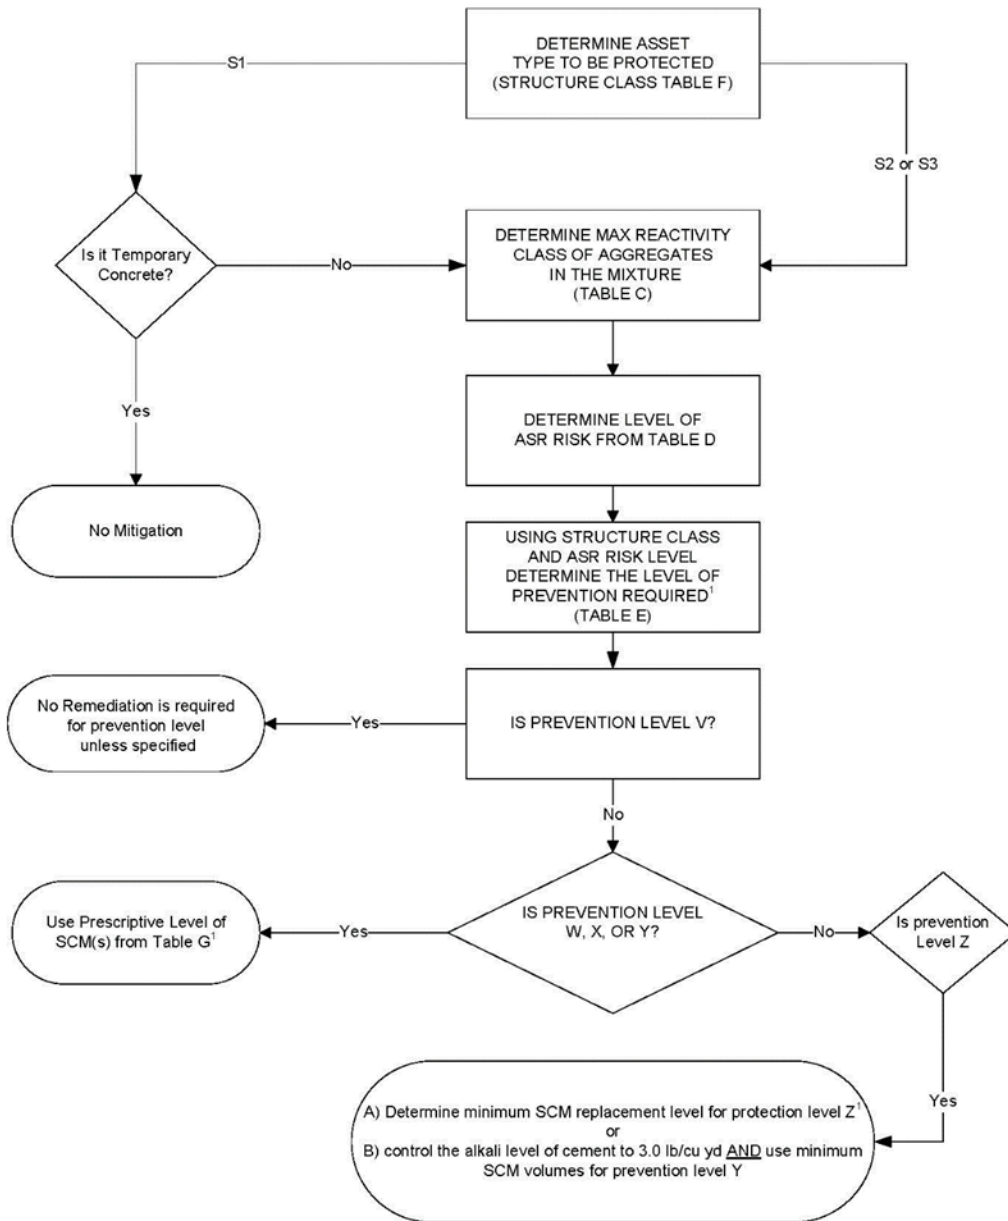 DETERMINE ASSET
TYPE TO BE PROTECTED
(STRUCTURE CLASS TABLE F)
S1
S2 or S3
Is it Temporary
Concrete?
No
DETERMINE MAX REACTIVITY
CLASS OF AGGREGATES
IN THE MIXTURE
(TABLE C)
Yes
DETERMINE LEVEL OF
ASR RISK FROM TABLE D
No Mitigation
USING STRUCTURE CLASS
AND ASR RISK LEVEL
DETERMINE THE LEVEL OF
PREVENTION REQUIRED¹
(TABLE E)
No Remediation is required
for prevention level
unless specified
Yes
IS PREVENTION LEVEL V?
No
Use Prescriptive Level of
SCM(s) from Table G¹
Yes
IS PREVENTION LEVEL
W, X, OR Y?
No
Is prevention
Level Z
Yes
A) Determine minimum SCM replacement level for protection level Z¹
or
B) control the alkali level of cement to 3.0 lb/cu yd AND use minimum
SCM volumes for prevention level Y